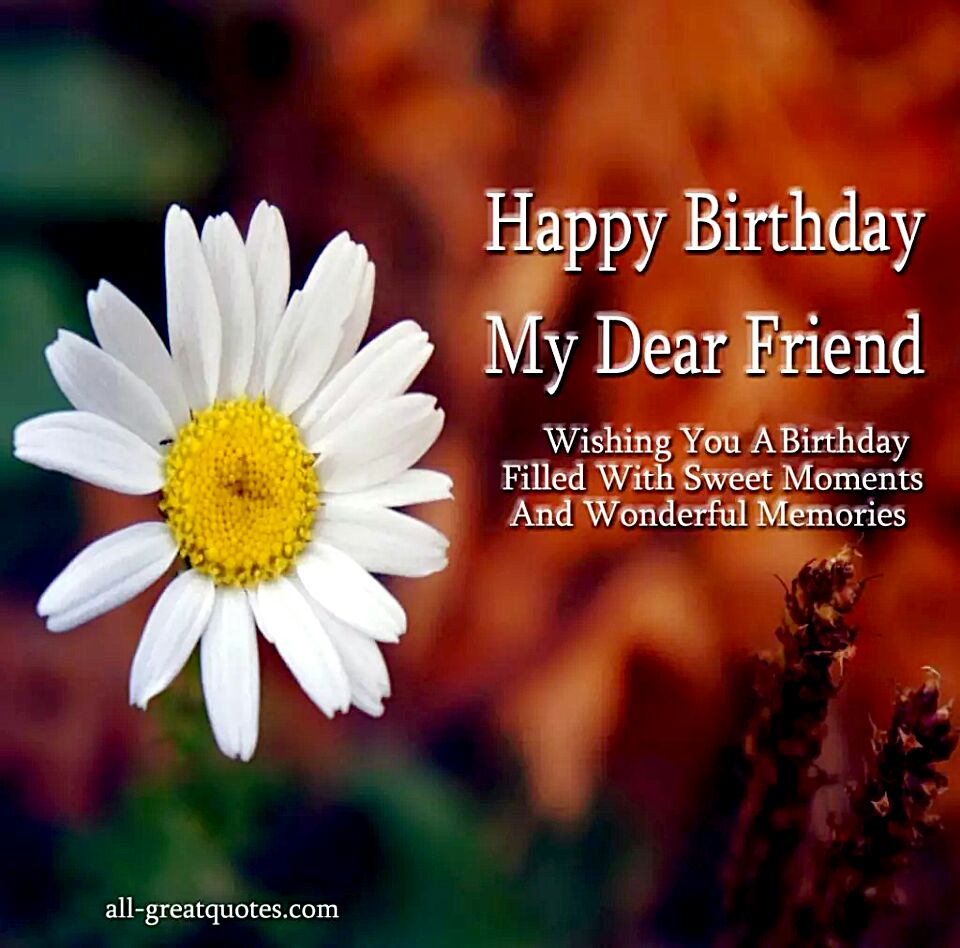 Happy Birthday
My Dear Friend
Wishing You A Birthday
Filled With Sweet Moments
And Wonderful Memories
all-greatquotes.com